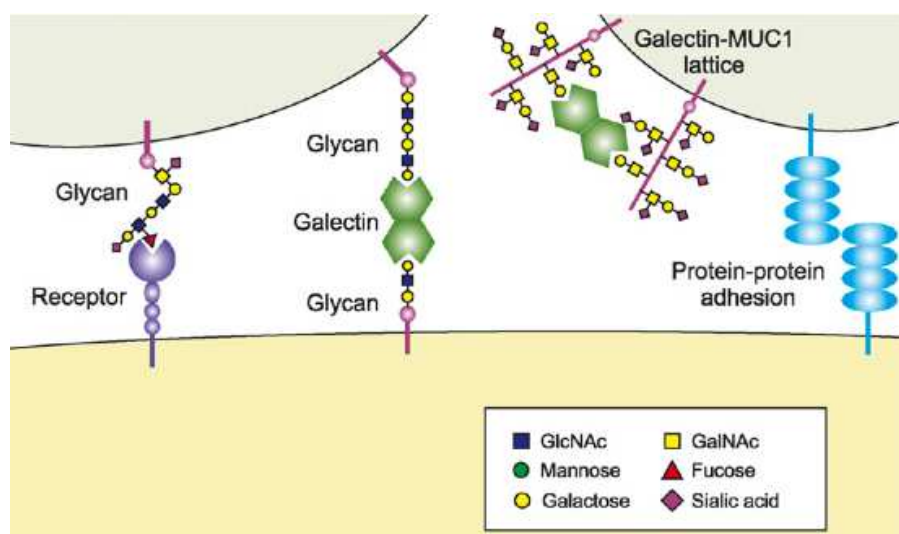 Galectin-MUC1
lattice
Glycan
Glycan
Galectin
Receptor
Glycan
Protein-protein
adhesion
GlcNAc
GalNAc
Mannose
Fucose
Galactose
Sialic acid